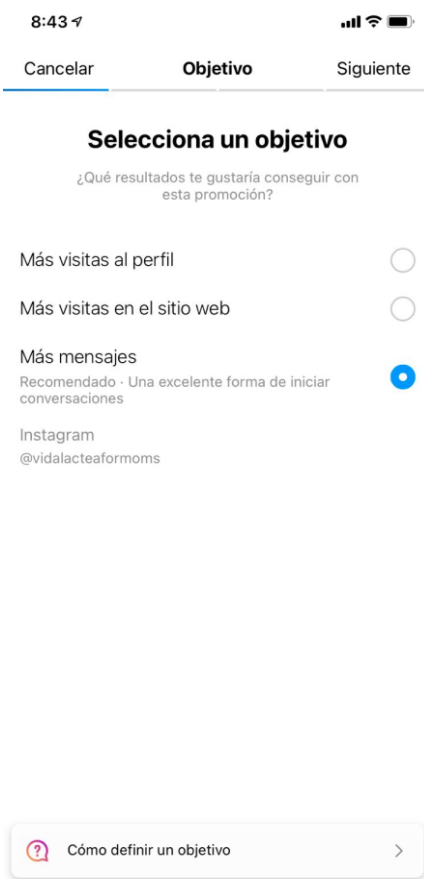 8:43
Cancelar
Objetivo
Siguiente
Selecciona un objetivo
¿Qué resultados te gustaría conseguir con
esta promoción?
Más visitas al perfil
Más visitas en el sitio web
Más mensajes
Recomendado · Una excelente forma de iniciar
conversaciones
Instagram
@vidalacteaformoms
Cómo definir un objetivo